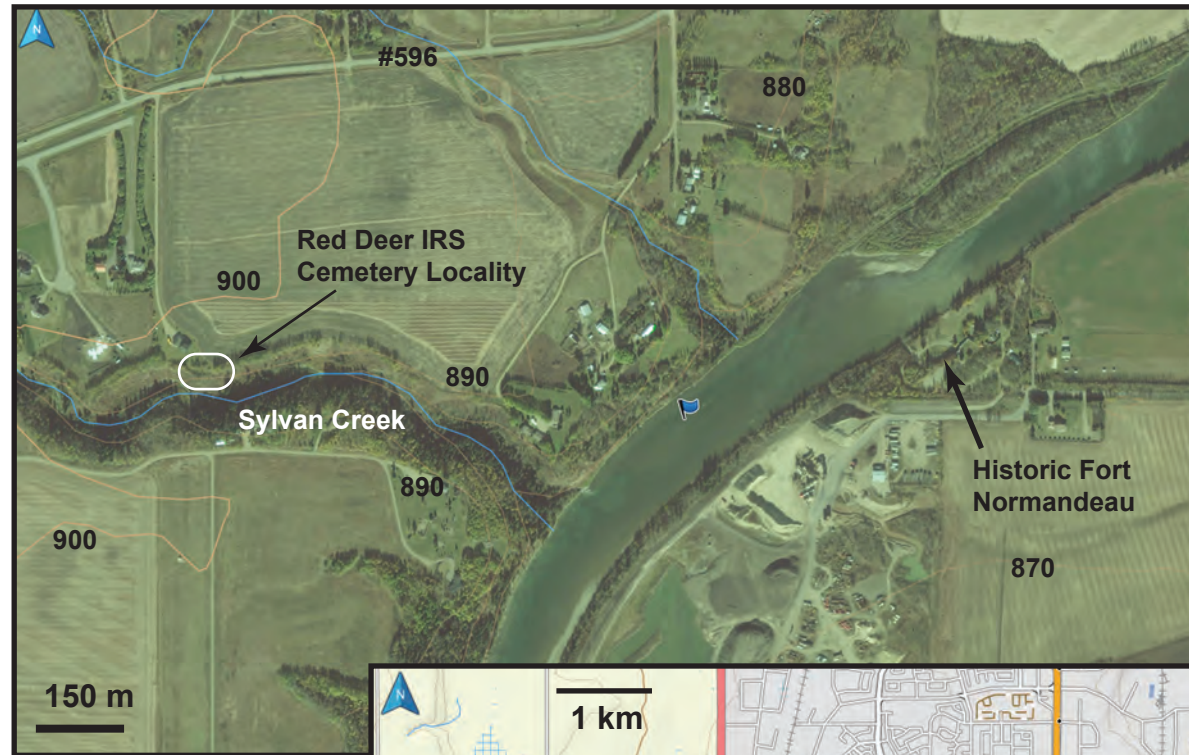 N
#596
880
Red Deer IRS
Cemetery Locality
900
890
Sylvan Creek
890
Historic Fort
Normandeau
900
870
150 m
N
1 km